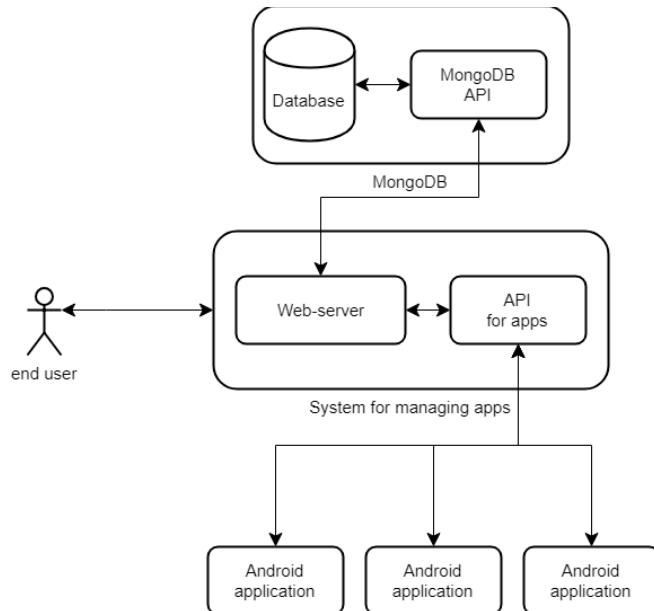 Database
MongoDB
API
MongoDB
Web-server
API
for apps
end user
System for managing apps
Android
application
Android
application
Android
application